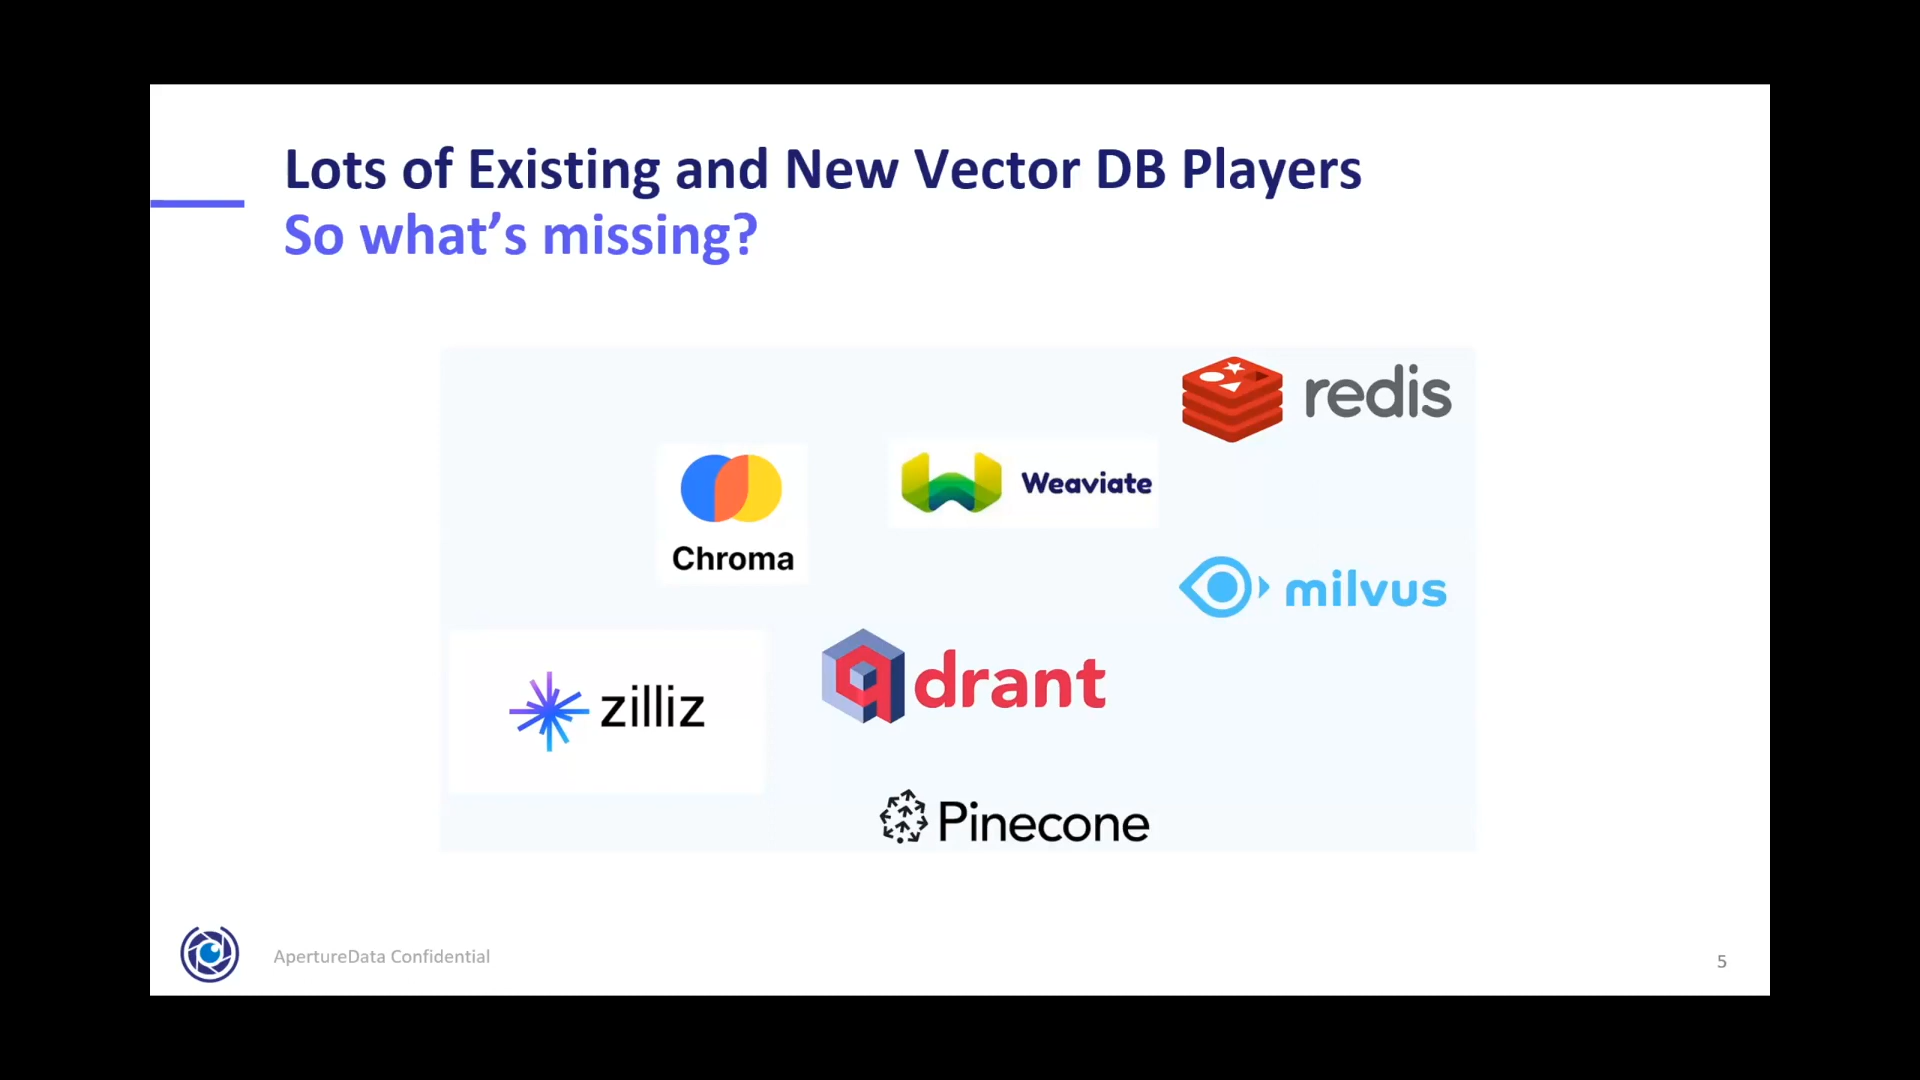 Lots of Existing and New Vector DB Players
So what’s missing?
redis
Weaviate
Chroma
milvus
qdrant
zilliz
Pinecone
ApertureData Confidential
5